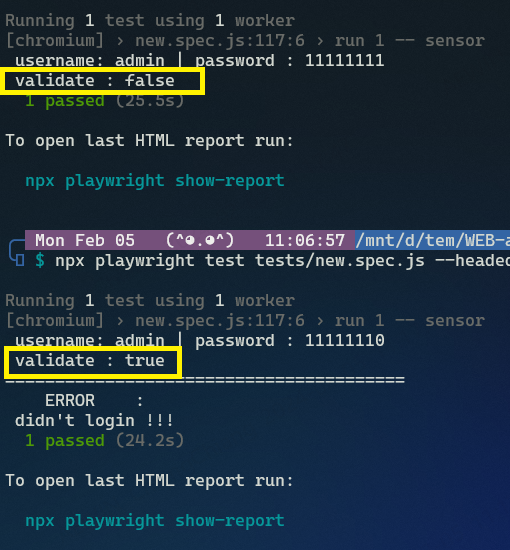 Running 1 test using 1 worker
[chromium] › new.spec.js:117:6 › run 1 -- sensor
username: admin | password : 11111111
validate : false
1 passed (25.5s)
To open last HTML report run:
npx playwright show-report
Mon Feb 05 (^◕.◕^) 11:06:57 /mnt/d/tem/WEB-a
$ npx playwright test tests/new.spec.js --headed
Running 1 test using 1 worker
[chromium] › new.spec.js:117:6 › run 1 -- sensor
username: admin | password : 11111110
validate : true
========================================
ERROR :
didn't login !!!
1 passed (24.2s)
To open last HTML report run:
npx playwright show-report